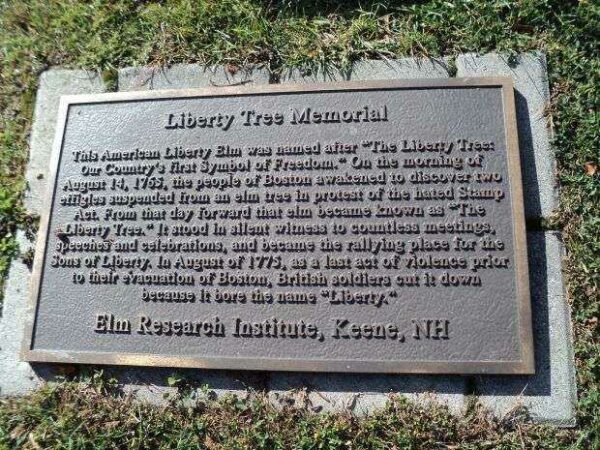 Liberty Tree Memorial
This American Liberty Elm was named after "The Liberty Tree:
Our Country's first Symbol of Freedom." On the morning of
August 14, 1765, the people of Boston awakened to discover two
effigies suspended from an elm tree in protest of the hated Stamp
Act. From that day forward that elm became known as "The
Liberty Tree." It stood in silent witness to countless meetings,
speeches and celebrations, and became the rallying place for the
Sons of Liberty. In August of 1775, as a last act of violence prior
to their evacuation of Boston, British soldiers cut it down
because it bore the name "Liberty."
Elm Research Institute, Keene, NH